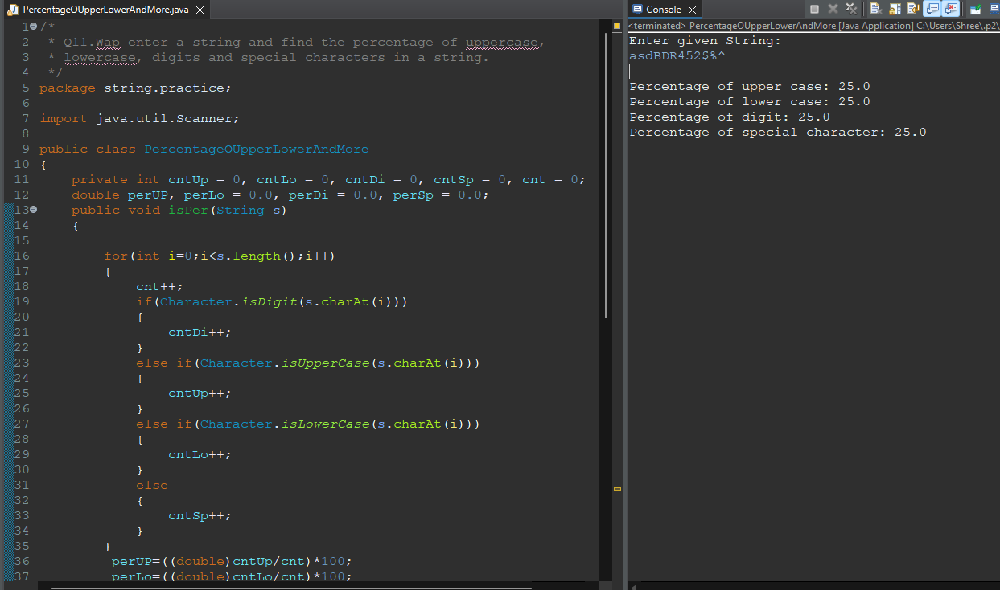 PercentageOUpperLowerAndMore.java
1 /*
2  * Q11.Wap enter a string and find the percentage of uppercase,
3  * lowercase, digits and special characters in a string.
4  */
5 package string.practice;
6
7 import java.util.Scanner;
8
9 public class PercentageOUpperLowerAndMore
10 {
11     private int cntUp = 0, cntLo = 0, cntDi = 0, cntSp = 0, cnt = 0;
12     double perUP, perLo = 0.0, perDi = 0.0, perSp = 0.0;
13     public void isPer(String s)
14     {
15
16         for(int i=0;i<s.length();i++)
17         {
18             cnt++;
19             if(Character.isDigit(s.charAt(i)))
20             {
21                 cntDi++;
22             }
23             else if(Character.isUpperCase(s.charAt(i)))
24             {
25                 cntUp++;
26             }
27             else if(Character.isLowerCase(s.charAt(i)))
28             {
29                 cntLo++;
30             }
31             else
32             {
33                 cntSp++;
34             }
35         }
36          perUP=((double)cntUp/cnt)*100;
37          perLo=((double)cntLo/cnt)*100;
Console
<terminated> PercentageOUpperLowerAndMore [Java Application] C:\Users\Shree\.p2\
Enter given String:
asdBDR452$%^
Percentage of upper case: 25.0
Percentage of lower case: 25.0
Percentage of digit: 25.0
Percentage of special character: 25.0